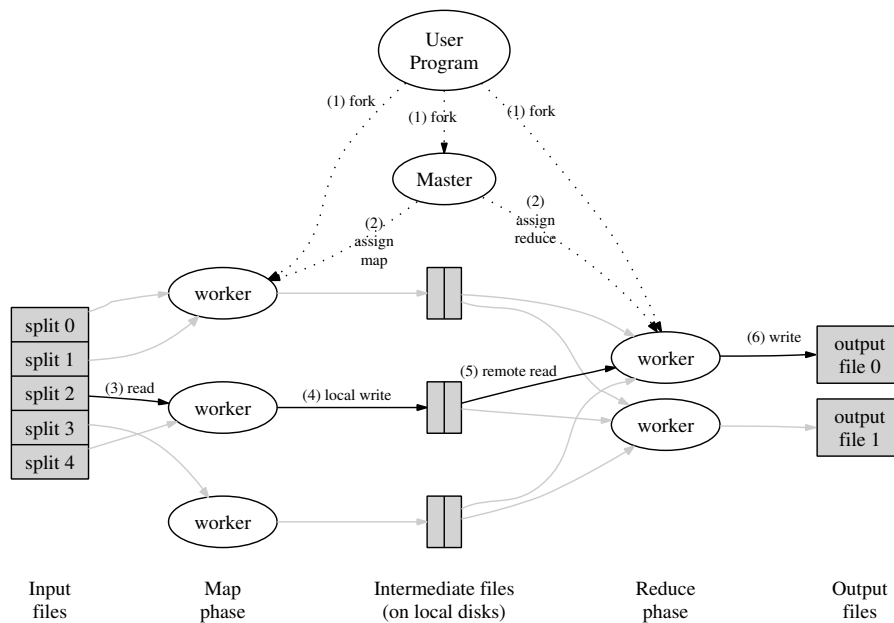 User
Program
(1) fork
(1) fork
(1) fork
Master
(2)
assign
map
(2)
assign
reduce
worker
split 0
split 1
split 2
split 3
split 4
(3) read
worker
(4) local write
(5) remote read
worker
(6) write
output
file 0
worker
output
file 1
worker
Input
files
Map
phase
Intermediate files
(on local disks)
Reduce
phase
Output
files